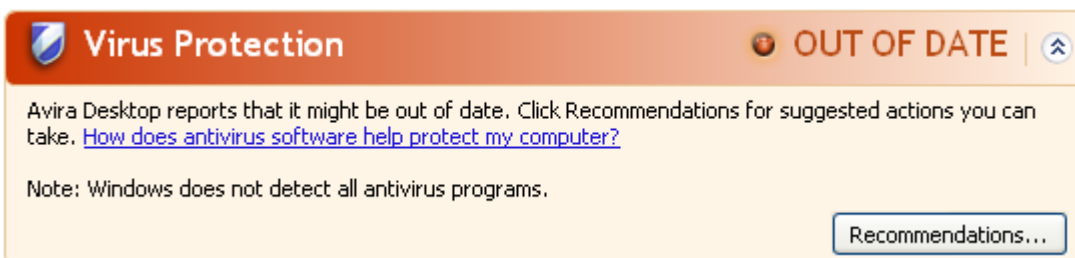 Virus Protection OUT OF DATE
Avira Desktop reports that it might be out of date. Click Recommendations for suggested actions you can
take. How does antivirus software help protect my computer?
Note: Windows does not detect all antivirus programs.
Recommendations...